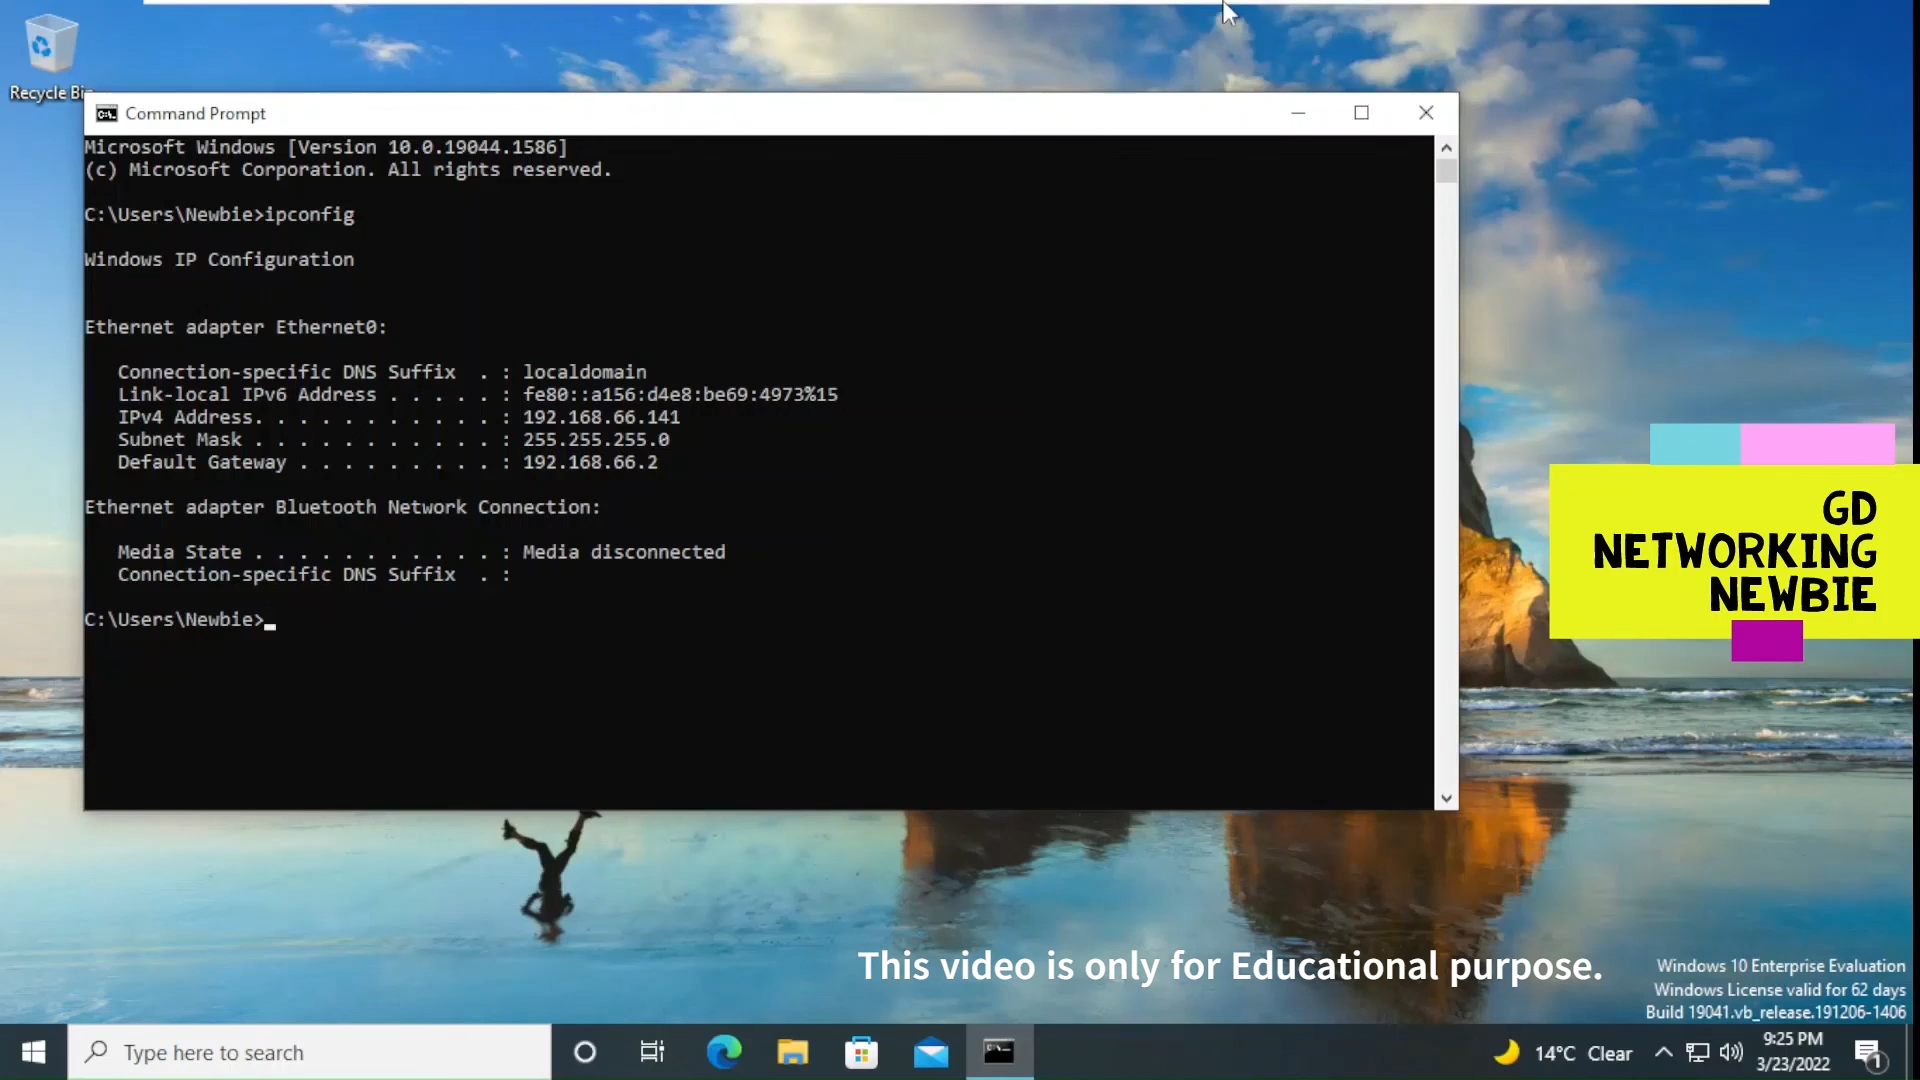 Recycle Bin
Command Prompt
Microsoft Windows [Version 10.0.19044.1586]
(c) Microsoft Corporation. All rights reserved.
C:\Users\Newbie>ipconfig
Windows IP Configuration
Ethernet adapter Ethernet0:
Connection-specific DNS Suffix  . : localdomain
Link-local IPv6 Address . . . . . : fe80::a156:d4e8:be69:4973%15
IPv4 Address. . . . . . . . . . . : 192.168.66.141
Subnet Mask . . . . . . . . . . . : 255.255.255.0
Default Gateway . . . . . . . . . : 192.168.66.2
Ethernet adapter Bluetooth Network Connection:
Media State . . . . . . . . . . . : Media disconnected
Connection-specific DNS Suffix  . :
C:\Users\Newbie>
GD
NETWORKING
NEWBIE
This video is only for Educational purpose.
Windows 10 Enterprise Evaluation
Windows License valid for 62 days
Build 19041.vb_release.191206-1406
Type here to search
14°C Clear
9:25 PM
3/23/2022
1